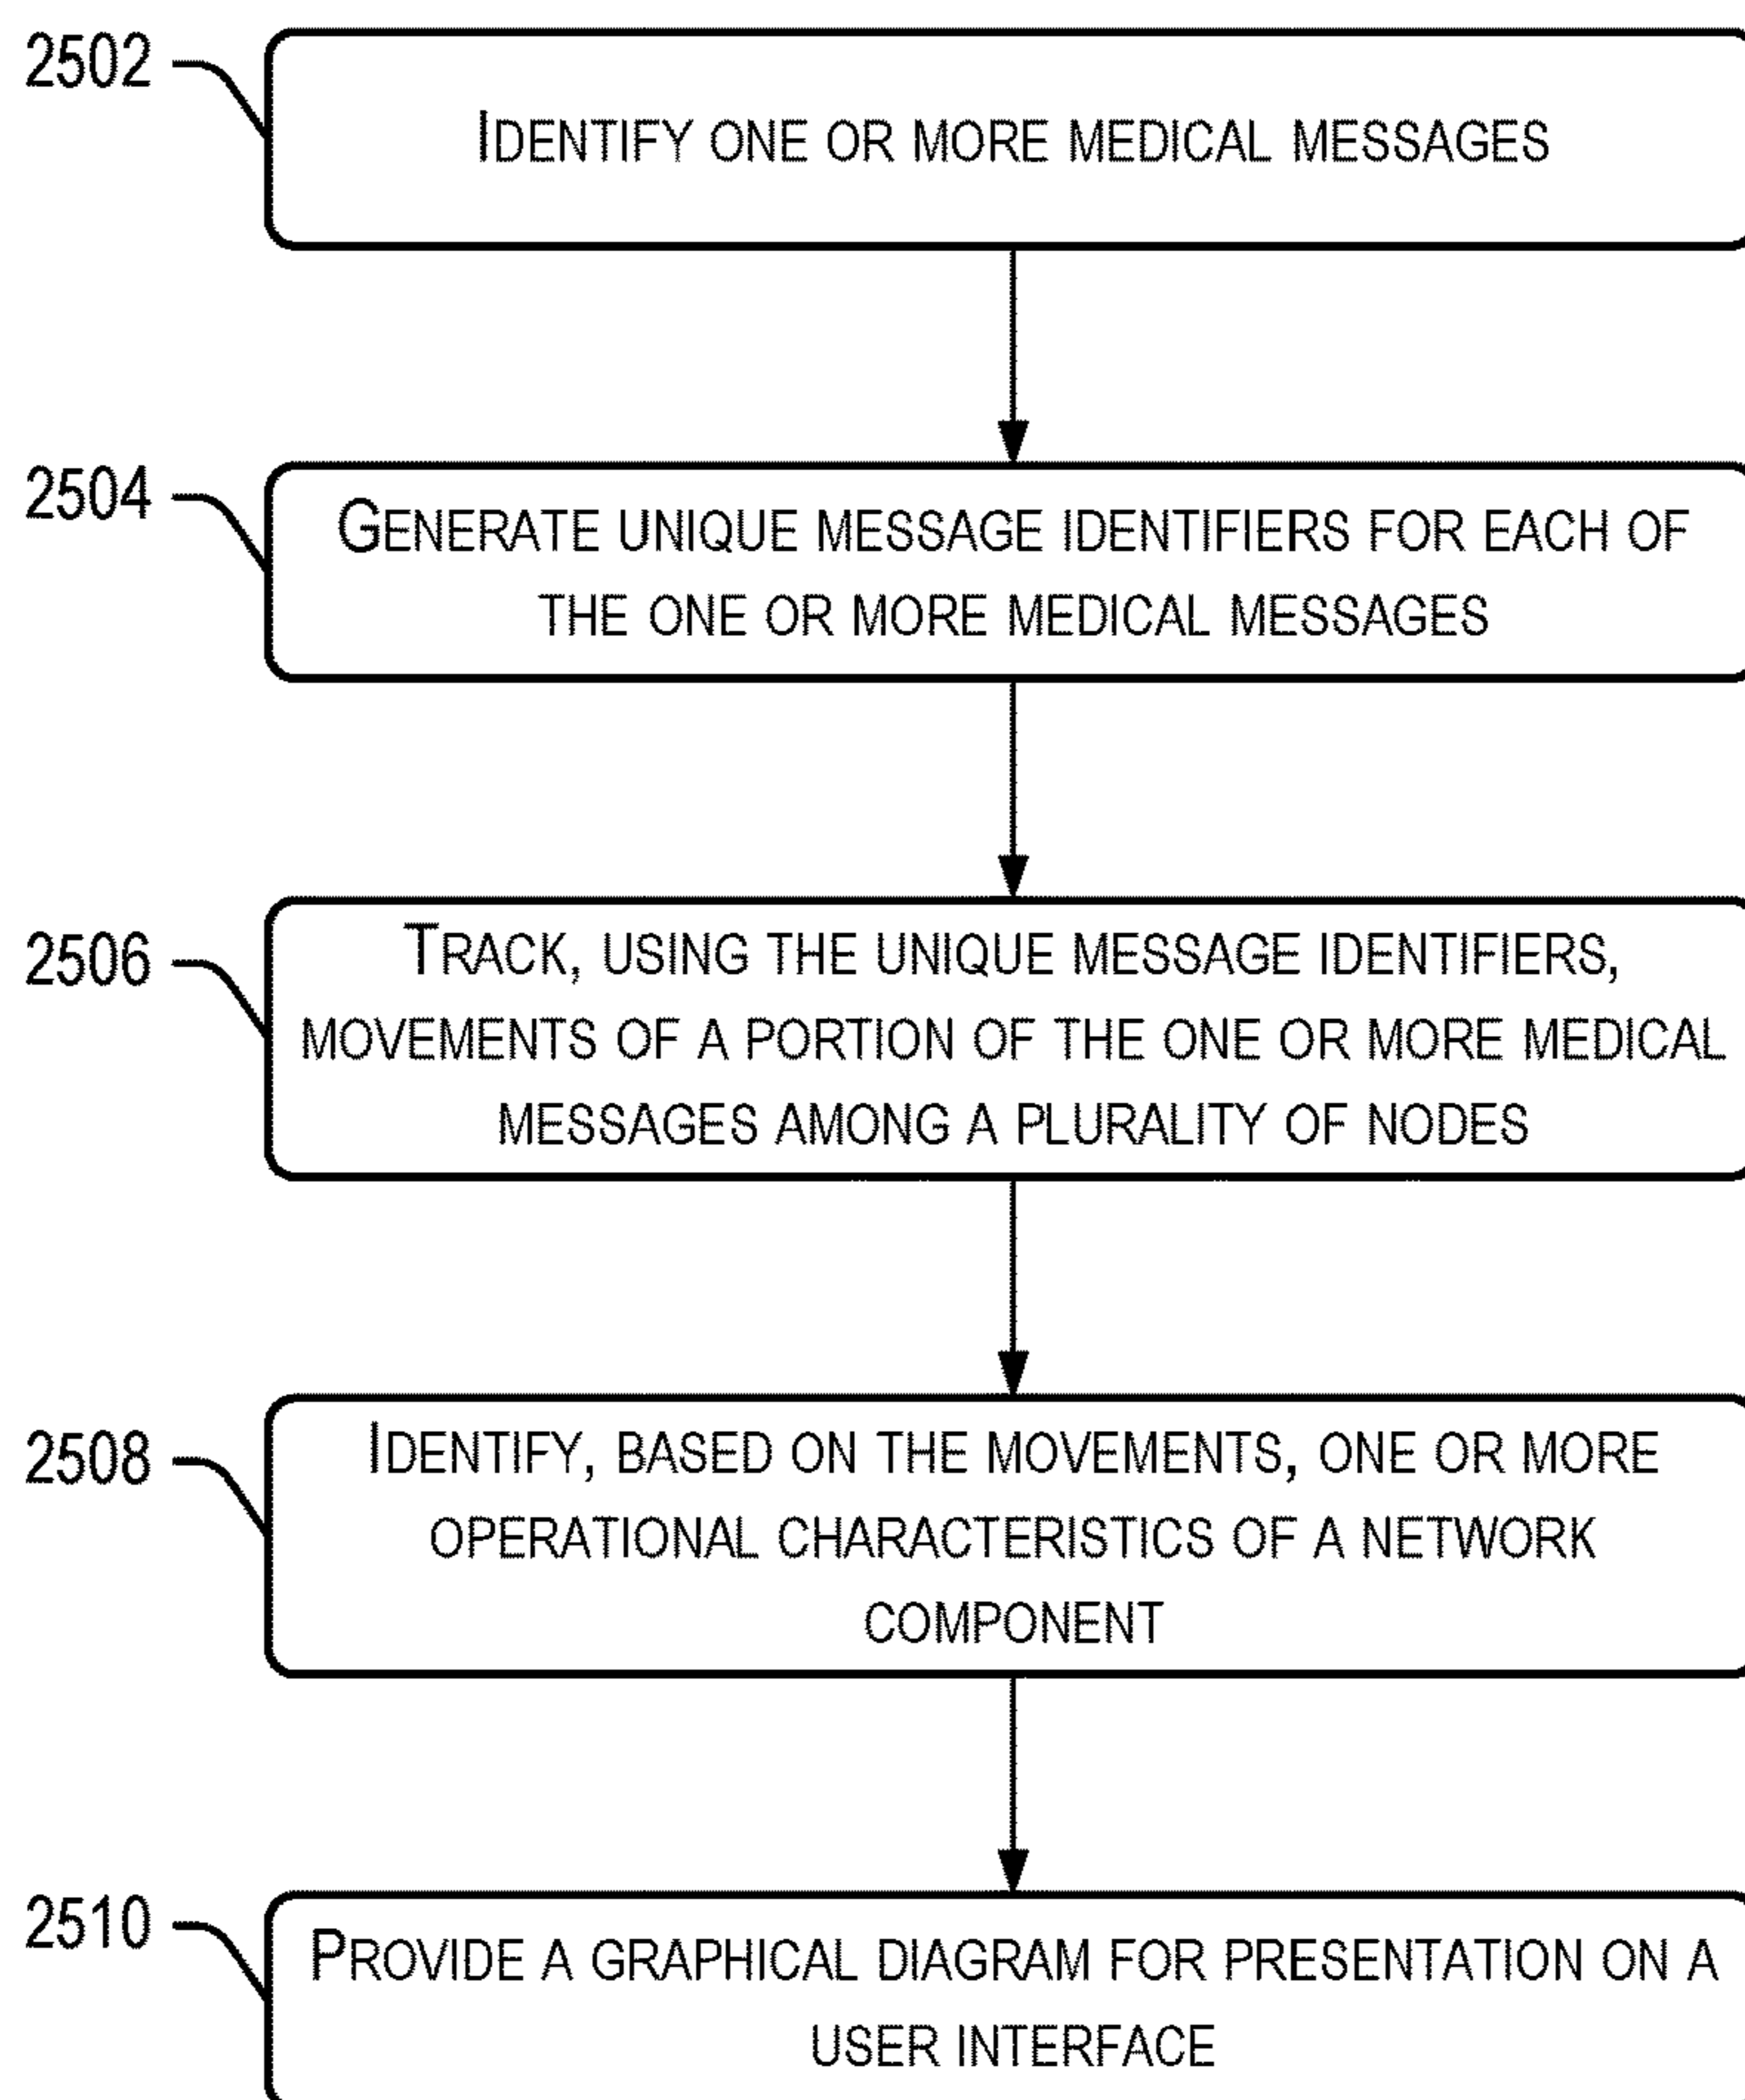 2502
IDENTIFY ONE OR MORE MEDICAL MESSAGES
2504
GENERATE UNIQUE MESSAGE IDENTIFIERS FOR EACH OF
THE ONE OR MORE MEDICAL MESSAGES
2506
TRACK, USING THE UNIQUE MESSAGE IDENTIFIERS,
MOVEMENTS OF A PORTION OF THE ONE OR MORE MEDICAL
MESSAGES AMONG A PLURALITY OF NODES
2508
IDENTIFY, BASED ON THE MOVEMENTS, ONE OR MORE
OPERATIONAL CHARACTERISTICS OF A NETWORK
COMPONENT
2510
PROVIDE A GRAPHICAL DIAGRAM FOR PRESENTATION ON A
USER INTERFACE